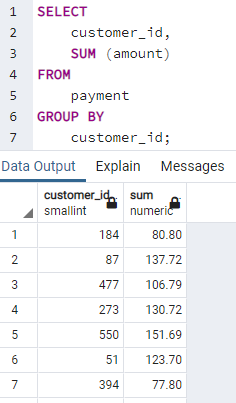 1 SELECT
2 customer_id,
3 SUM (amount)
4 FROM
5 payment
6 GROUP BY
7 customer_id;
Data Output Explain Messages
customer_id sum
smallint numeric
1 184 80.80
2 87 137.72
3 477 106.79
4 273 130.72
5 550 151.69
6 51 123.70
7 394 77.80